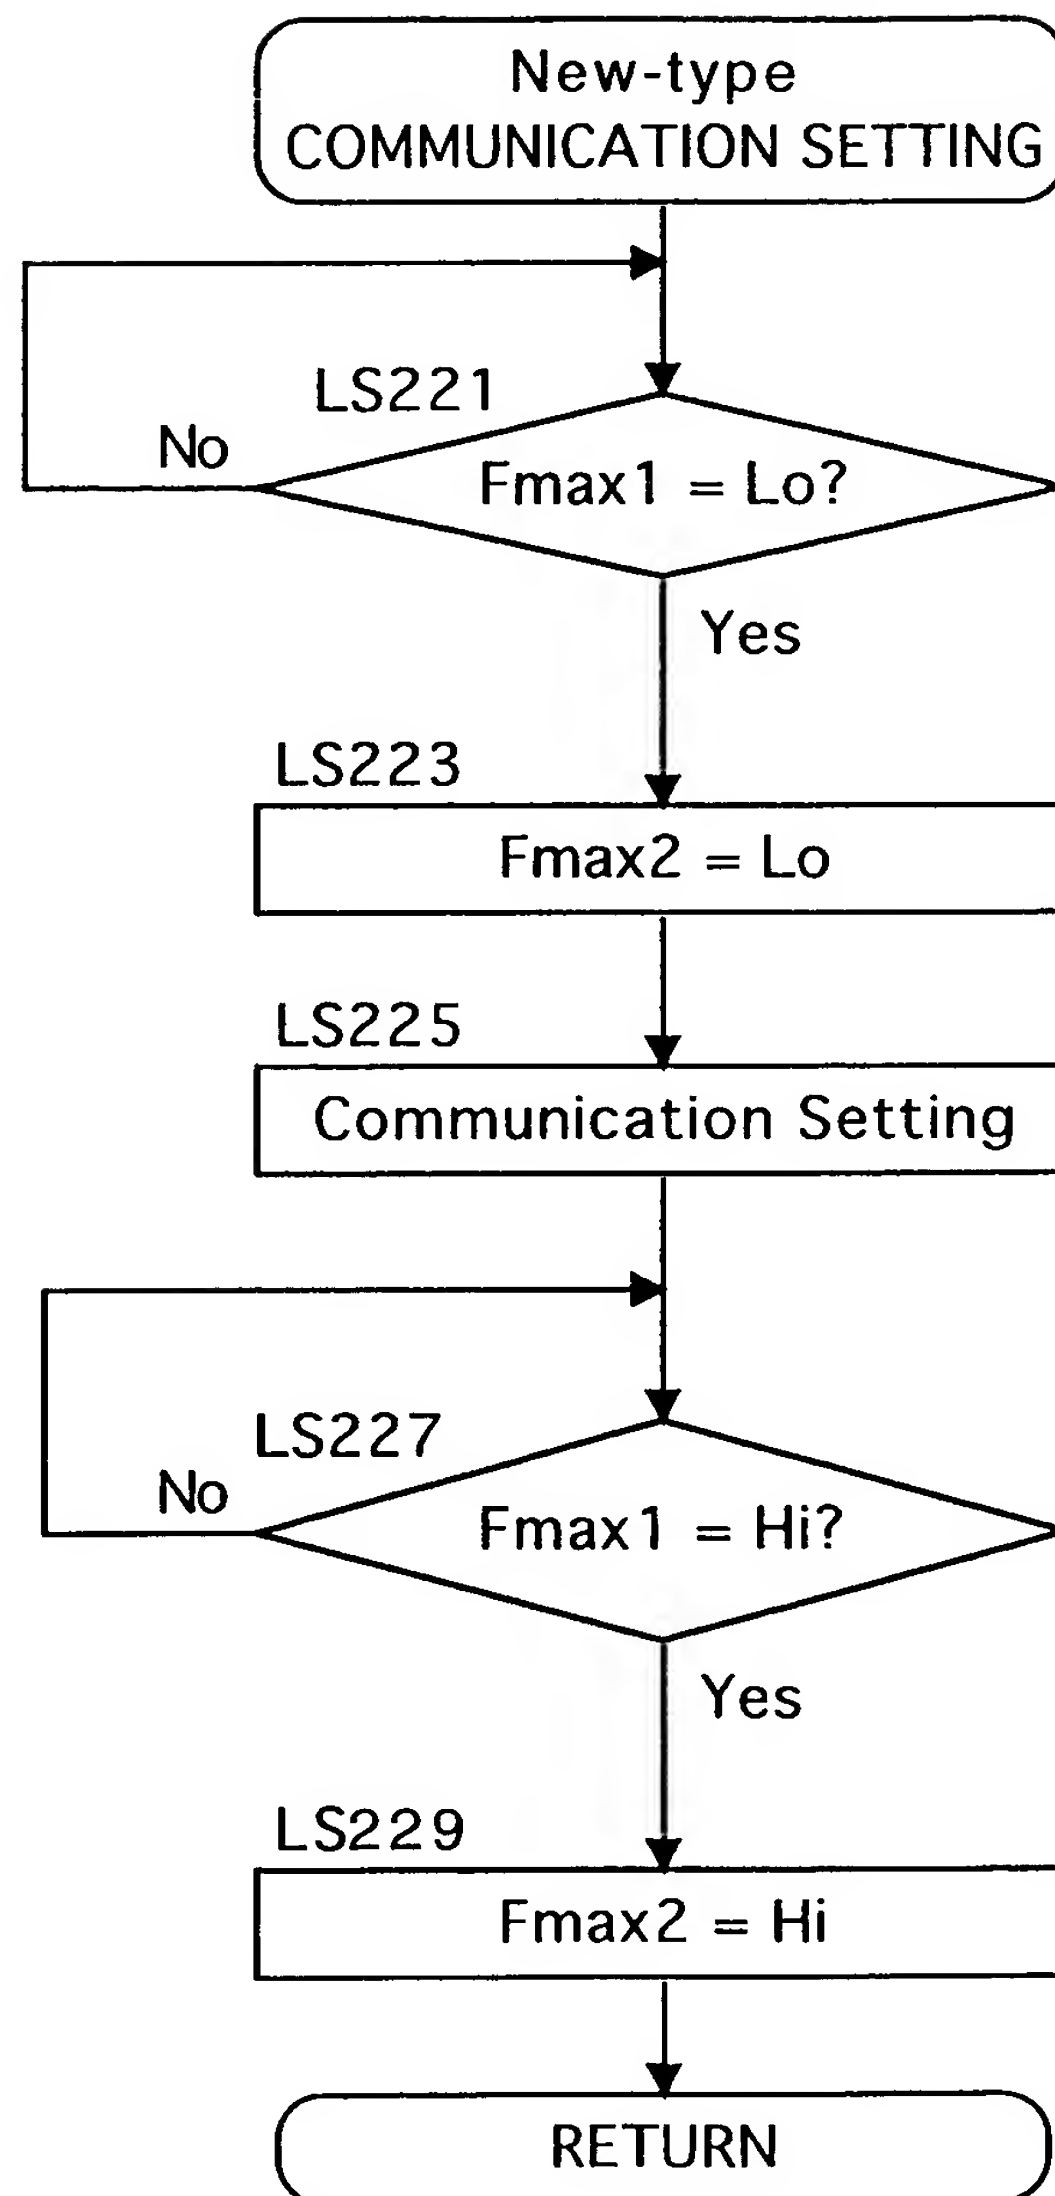 New-type
COMMUNICATION SETTING
LS221
No
Fmax1 = Lo?
Yes
LS223
Fmax2 = Lo
LS225
Communication Setting
LS227
No
Fmax1 = Hi?
Yes
LS229
Fmax2 = Hi
RETURN